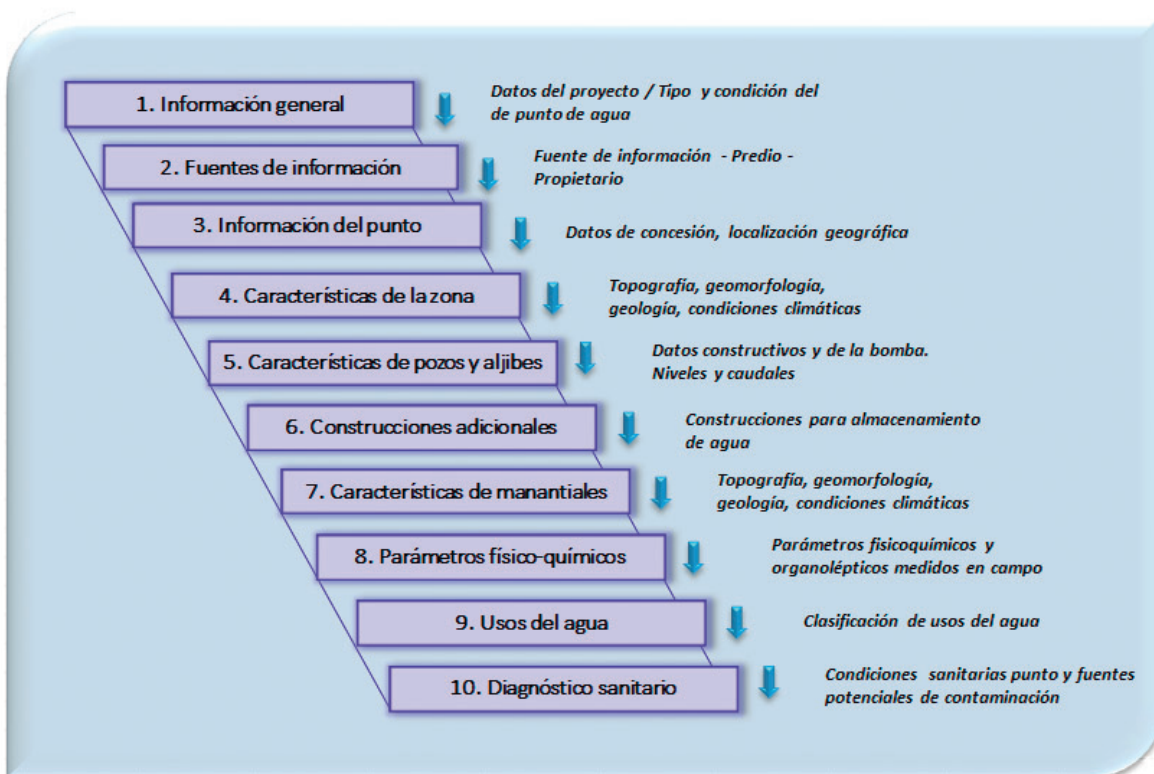 1. Información general
Datos del proyecto / Tipo y condición del
de punto de agua
2. Fuentes de información
Fuente de información - Predio -
Propietario
3. Información del punto
Datos de concesión, localización geográfica
4. Características de la zona
Topografía, geomorfología,
geología, condiciones climáticas
5. Características de pozos y aljibes
Datos constructivos y de la bomba.
Niveles y caudales
6. Construcciones adicionales
Construcciones para almacenamiento
de agua
7. Características de manantiales
Topografía, geomorfología,
geología, condiciones climáticas
8. Parámetros físico-químicos
Parámetros fisicoquímicos y
organolépticos medidos en campo
9. Usos del agua
Clasificación de usos del agua
10. Diagnóstico sanitario
Condiciones sanitarias punto y fuentes
potenciales de contaminación